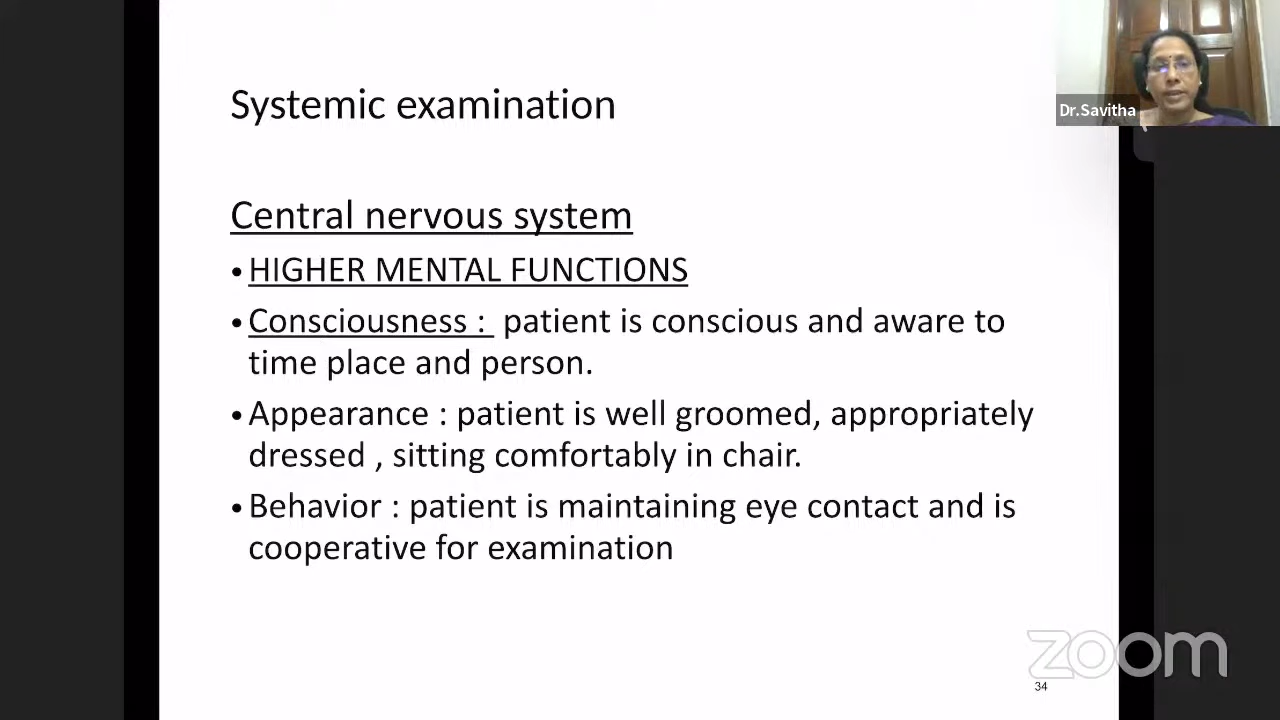 Systemic examination
Dr.Savitha
Central nervous system
• HIGHER MENTAL FUNCTIONS
• Consciousness : patient is conscious and aware to
time place and person.
• Appearance : patient is well groomed, appropriately
dressed , sitting comfortably in chair.
• Behavior : patient is maintaining eye contact and is
cooperative for examination
zoom
34